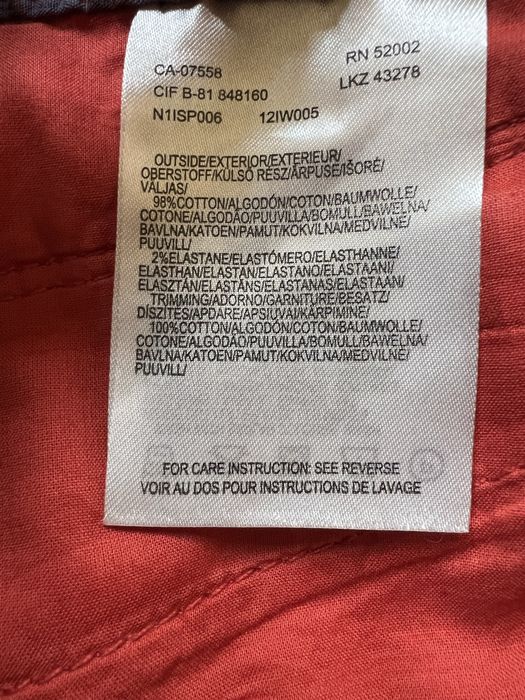 CA-07558
RN 52002
CIF B-81 848160
LKZ 43278
N1ISP006 12IW005
OUTSIDE/EXTERIOR/EXTERIEUR/
OBERSTOFF/KÜLSŐ RÉSZ/ĀRPUSE/IŠORĖ/
VÄLJAS/
98%COTTON/ALGODÓN/COTON/BAUMWOLLE/
COTONE/ALGODÃO/PUUVILLA/BOMULL/BAWEŁNA/
BAVLNA/KATOEN/PAMUT/KOKVILNA/MEDVILNĖ/
PUUVILL/
2%ELASTANE/ELASTÓMERO/ELASTHANNE/
ELASTHAN/ELASTAN/ELASTANO/ELASTAANI/
ELASZTÁN/ELASTĀNS/ELASTANAS/ELASTAAN/
TRIMMING/ADORNO/GARNITURE/BESATZ/
DÍSZÍTÉS/APDARE/APSIUVAI/KÄRPIMINE/
100%COTTON/ALGODÓN/COTON/BAUMWOLLE/
COTONE/ALGODÃO/PUUVILLA/BOMULL/BAWEŁNA/
BAVLNA/KATOEN/PAMUT/KOKVILNA/MEDVILNĖ/
PUUVILL/
FOR CARE INSTRUCTION: SEE REVERSE
VOIR AU DOS POUR INSTRUCTIONS DE LAVAGE